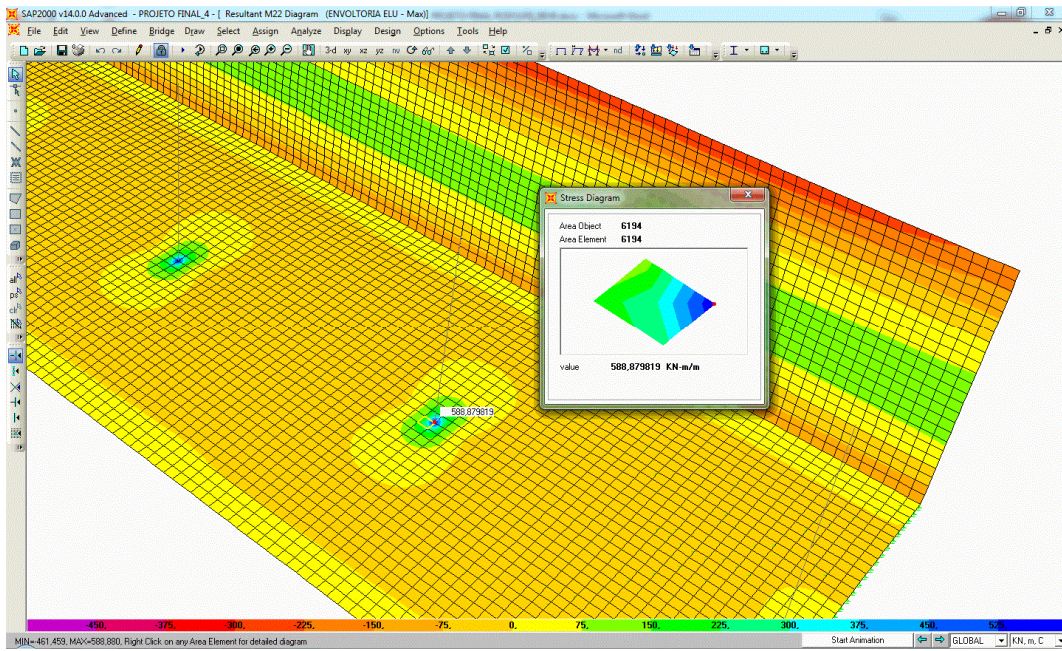 SAP2000 v14.0.0 Advanced - PROJETO FINAL_4 - [ Resultant M22 Diagram (ENVOLTORIA ELU - Max)]
File Edit View Define Bridge Draw Select Assign Analyze Display Design Options Tools Help
3-d xy xz yz nv nd
all
ps
clr
Stress Diagram
Area Object 6194
Area Element 6194
value 588,879819 KN-m/m
588,879819
-450, -375, -300, -225, -150, -75, 0, 75, 150, 225, 300, 375, 450, 525,
MIN=-461,459, MAX=588,880, Right Click on any Area Element for detailed diagram
Start Animation GLOBAL KN, m, C